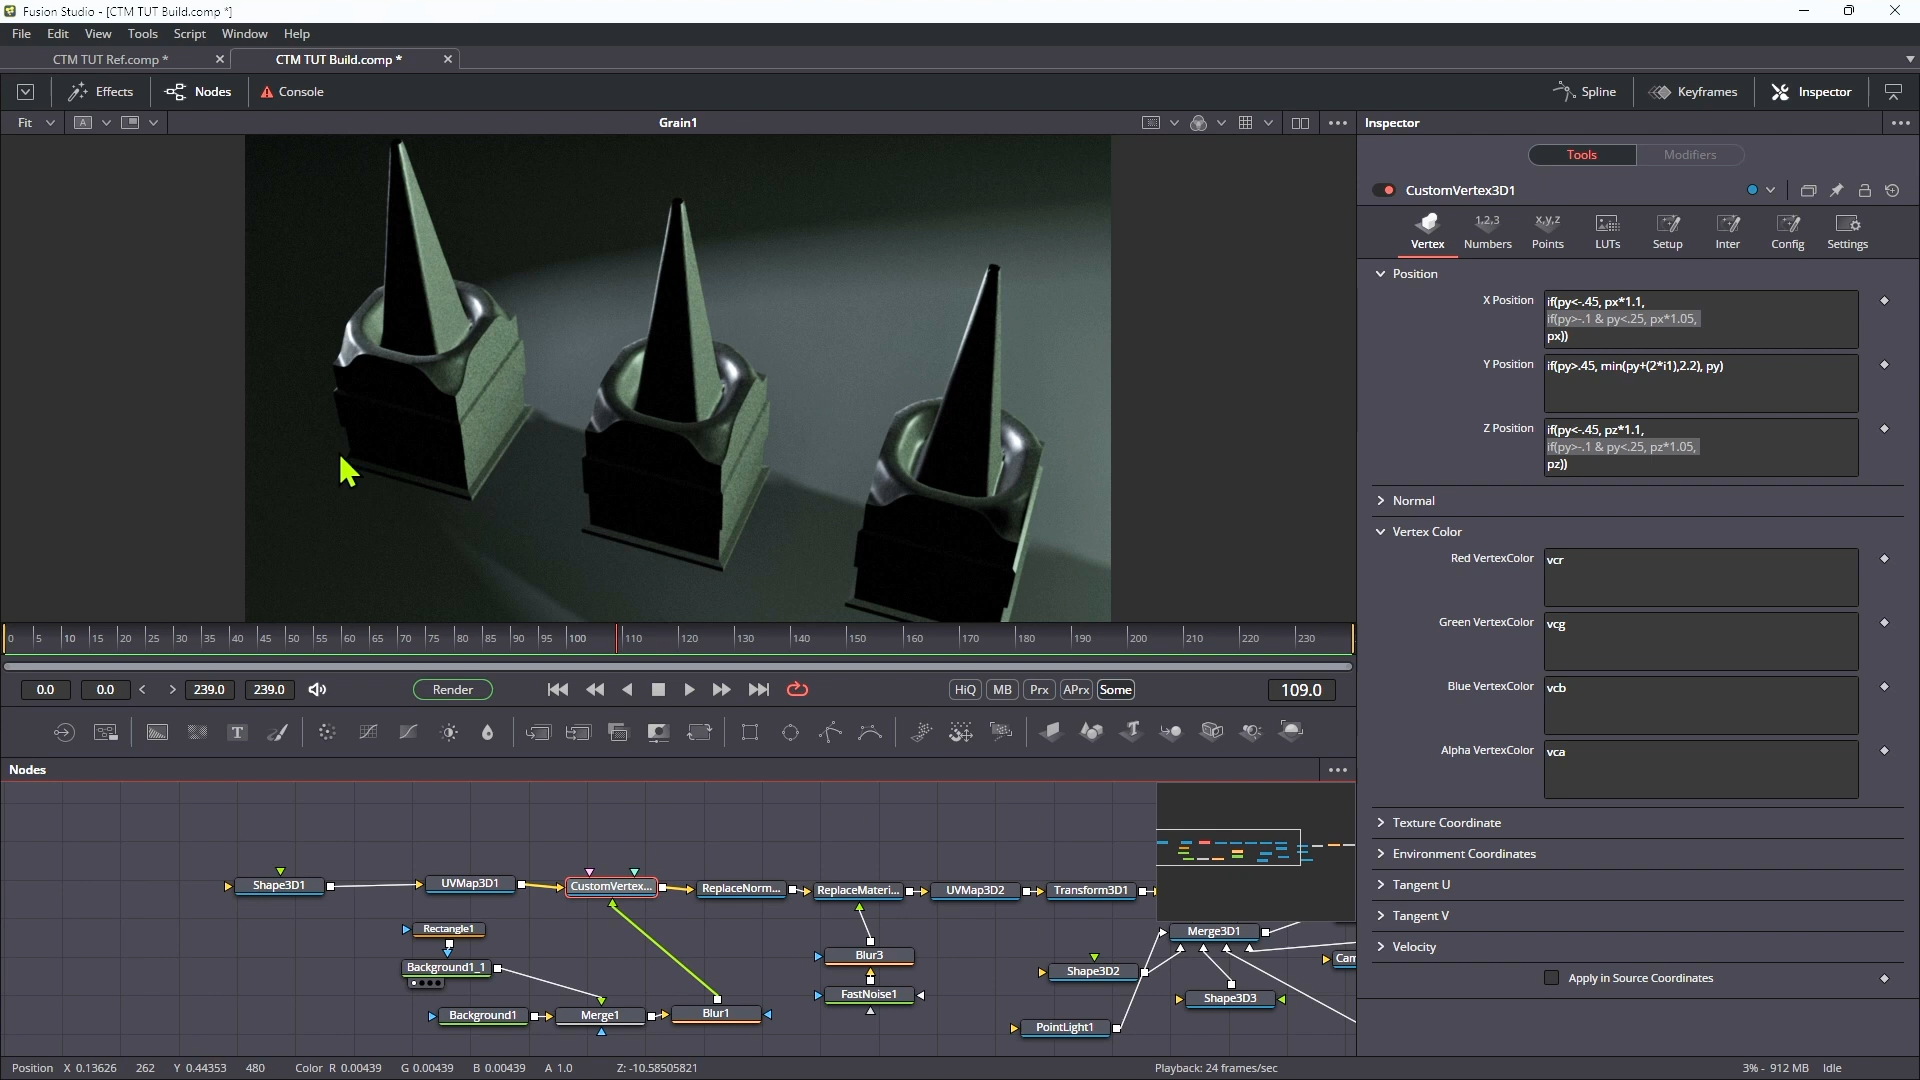 Fusion Studio - [CTM TUT Build.comp *]
File Edit View Tools Script Window Help
CTM TUT Ref.comp *
CTM TUT Build.comp *
Effects Nodes Console Spline Keyframes Inspector
Fit A Grain1 Inspector
Tools Modifiers
CustomVertex3D1
1,2,3 x,y,z
Vertex Numbers Points LUTs Setup Inter Config Settings
Position
X Position if(py<-.45, px*1.1,
if(py>-.1 & py<.25, px*1.05,
px))
Y Position if(py>.45, min(py+(2*i1),2.2), py)
Z Position if(py<-.45, pz*1.1,
if(py>-.1 & py<.25, pz*1.05,
pz))
Normal
Vertex Color
Red VertexColor vcr
Green VertexColor vcg
Blue VertexColor vcb
Alpha VertexColor vca
Texture Coordinate
Environment Coordinates
Tangent U
Tangent V
Velocity
Apply in Source Coordinates
0 5 10 15 20 25 30 35 40 45 50 55 60 65 70 75 80 85 90 95 100 110 120 130 140 150 160 170 180 190 200 210 220 230
0.0 0.0 < > 239.0 239.0 Render HiQ MB Prx APrx Some 109.0
T T
Nodes
Shape3D1 UVMap3D1 CustomVertex... ReplaceNorm... ReplaceMateri... UVMap3D2 Transform3D1
Rectangle1 Merge3D1
Background1_1 Blur3 Shape3D2 Cam
FastNoise1 Shape3D3
Background1 Merge1 Blur1 PointLight1
Position X 0.13626 262 Y 0.44353 480 Color R 0.00439 G 0.00439 B 0.00439 A 1.0 Z: -10.58505821 Playback: 24 frames/sec 3% - 912 MB Idle